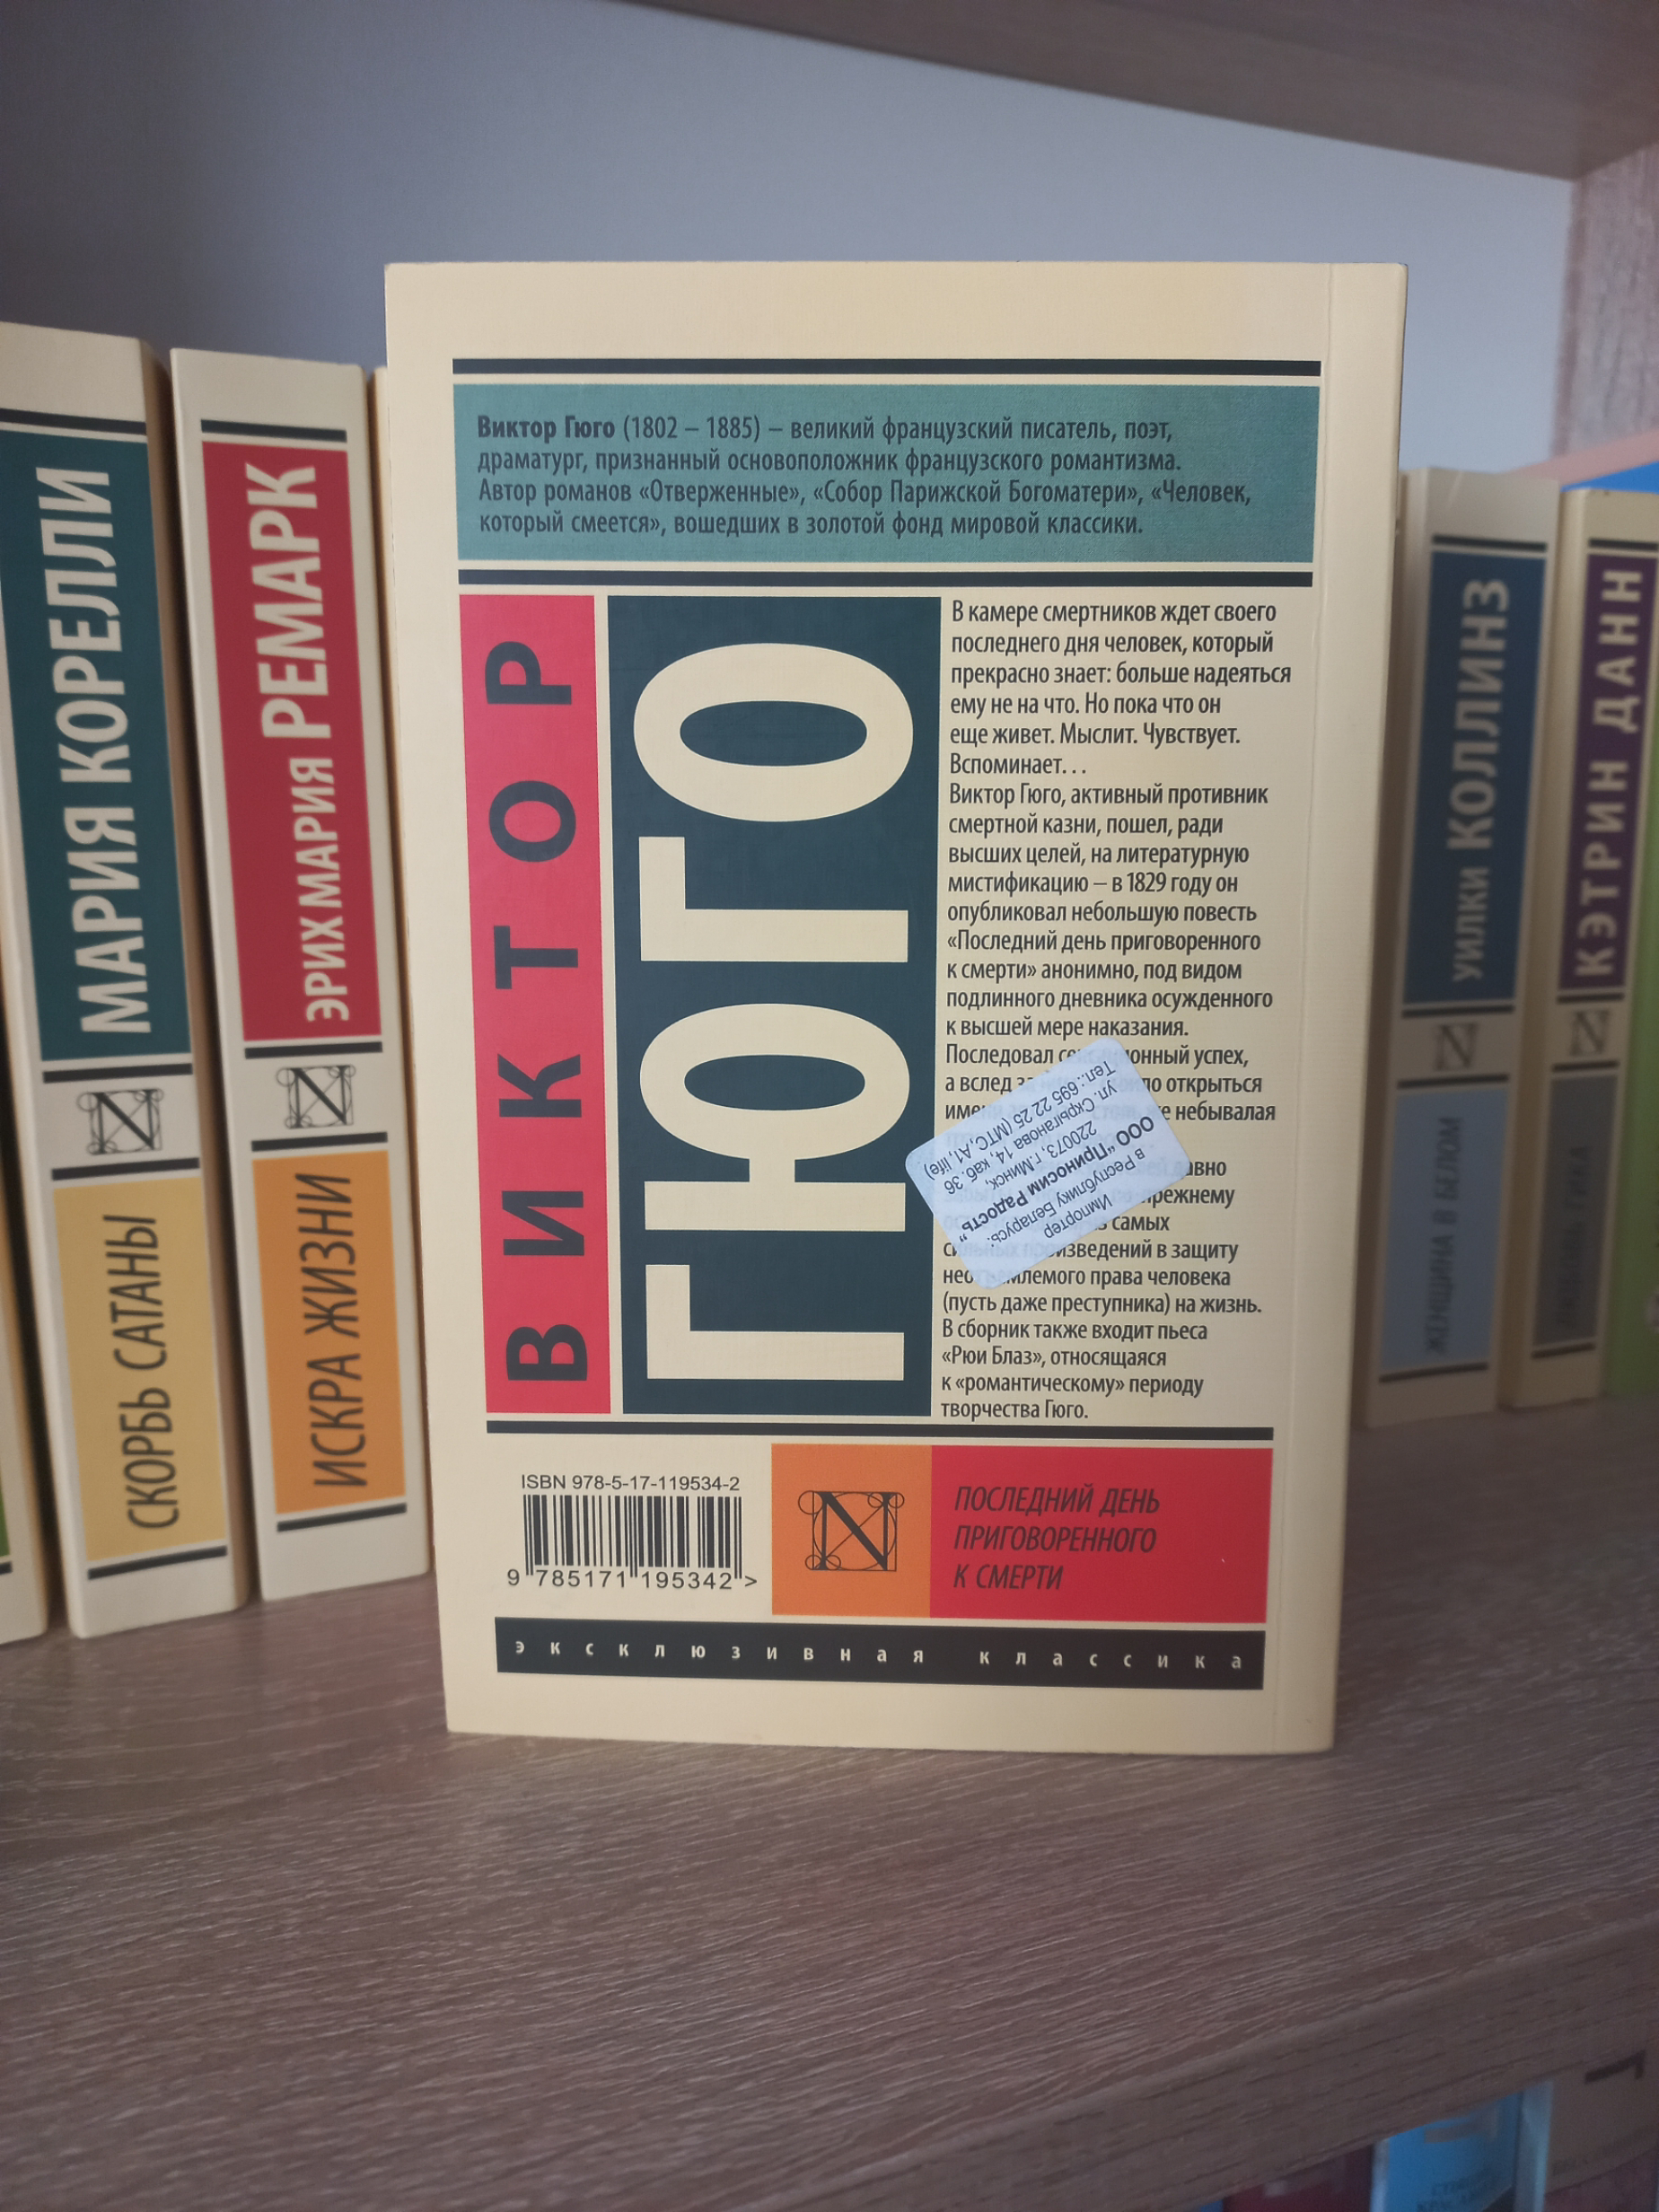 МАРИЯ КОРЕЛЛИ
СКОРБЬ САТАНЫ
ЭРИХ МАРИЯ РЕМАРК
ИСКРА ЖИЗНИ
Виктор Гюго (1802 – 1885) – великий французский писатель, поэт,
драматург, признанный основоположник французского романтизма.
Автор романов «Отверженные», «Собор Парижской Богоматери», «Человек,
который смеется», вошедших в золотой фонд мировой классики.
ВИКТОР
ГЮГО
В камере смертников ждет своего
последнего дня человек, который
прекрасно знает: больше надеяться
ему не на что. Но пока что он
еще живет. Мыслит. Чувствует.
Вспоминает...
Виктор Гюго, активный противник
смертной казни, пошел, ради
высших целей, на литературную
мистификацию – в 1829 году он
опубликовал небольшую повесть
«Последний день приговоренного
к смерти» анонимно, под видом
подлинного дневника осужденного
к высшей мере наказания.
Последовал успех,
а вслед открыться
небывалая
самых
произведений в защиту
неотъемлемого права человека
(пусть даже преступника) на жизнь.
В сборник также входит пьеса
«Рюи Блаз», относящаяся
к «романтическому» периоду
творчества Гюго.
Импортер
в Республику Беларусь:
ООО "Приносим Радость"
220073, г.Минск,
ул. Скрыганова 14, каб.36
Тел.: 695 22 25 (МТС,А1,life)
ISBN 978-5-17-119534-2
9 785171 195342 >
N
ПОСЛЕДНИЙ ДЕНЬ
ПРИГОВОРЕННОГО
К СМЕРТИ
эксклюзивная классика
УИЛКИ КОЛЛИНЗ
ЖЕНЩИНА В БЕЛОМ
КЭТРИН ДАНН